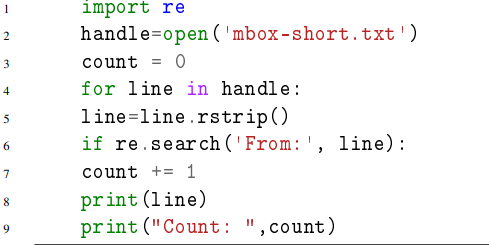 1 import re
2 handle=open('mbox-short.txt')
3 count = 0
4 for line in handle:
5 line=line.rstrip()
6 if re.search('From:', line):
7 count += 1
8 print(line)
9 print("Count: ",count)